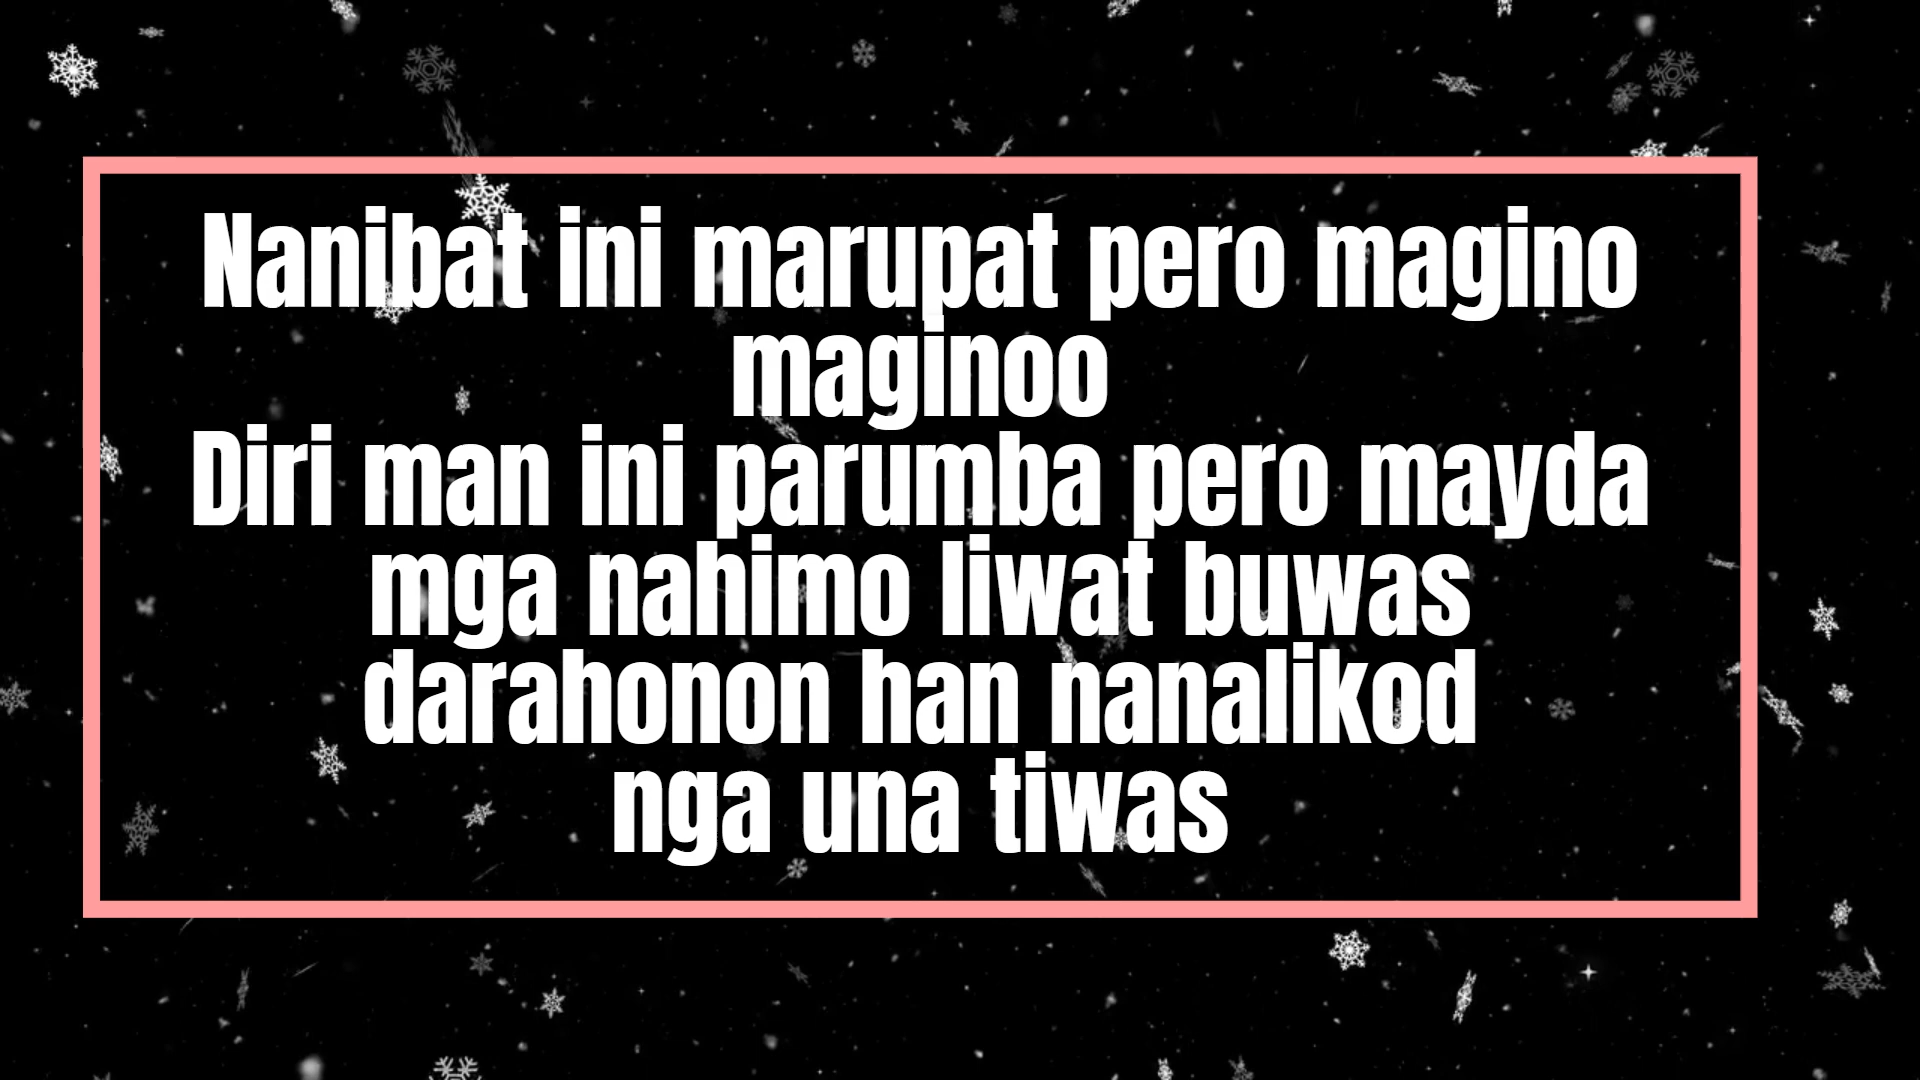 Nanibat ini marupat pero magino
maginoo
Diri man ini parumba pero mayda
mga nahimo liwat buwas
darahonon han nanalikod
nga una tiwas